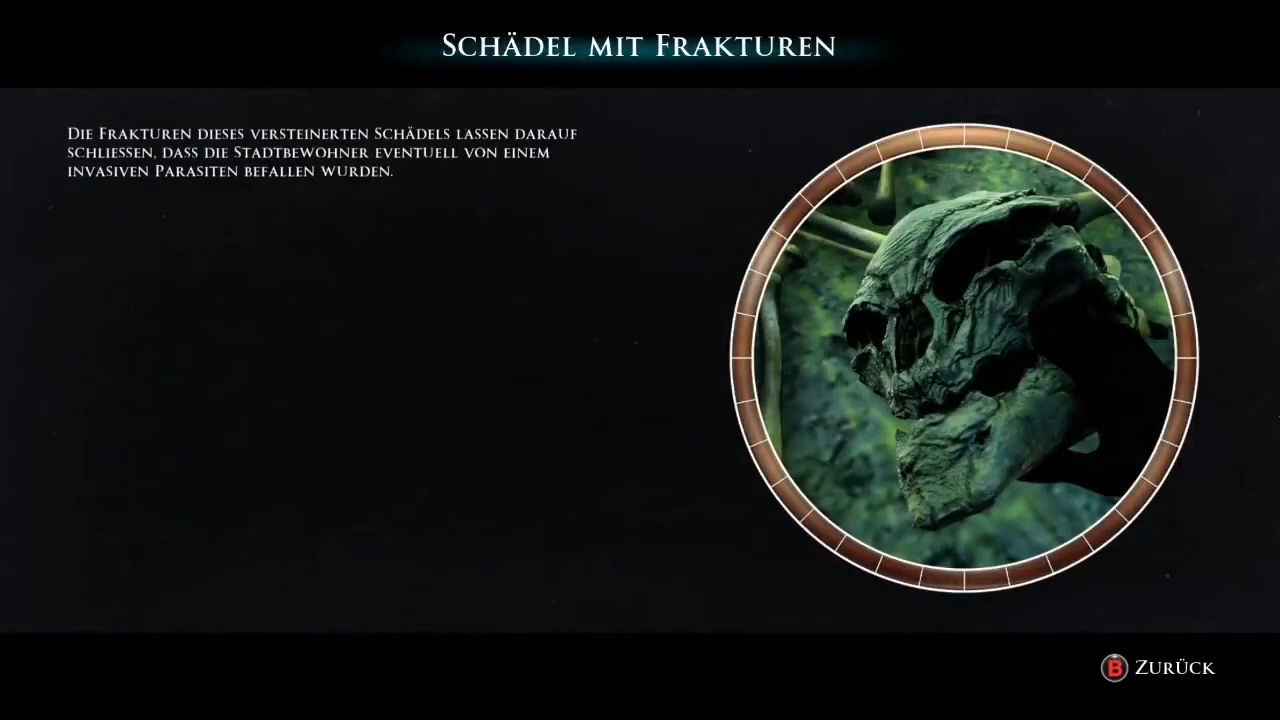 Schädel mit Frakturen
Die Frakturen dieses versteinerten Schädels lassen darauf
schliessen, dass die Stadtbewohner eventuell von einem
invasiven Parasiten befallen wurden.
B Zurück